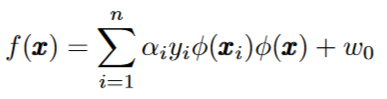 f(x) = ∑_{i=1}^{n} α_i y_i ϕ(x_i)ϕ(x) + w_0